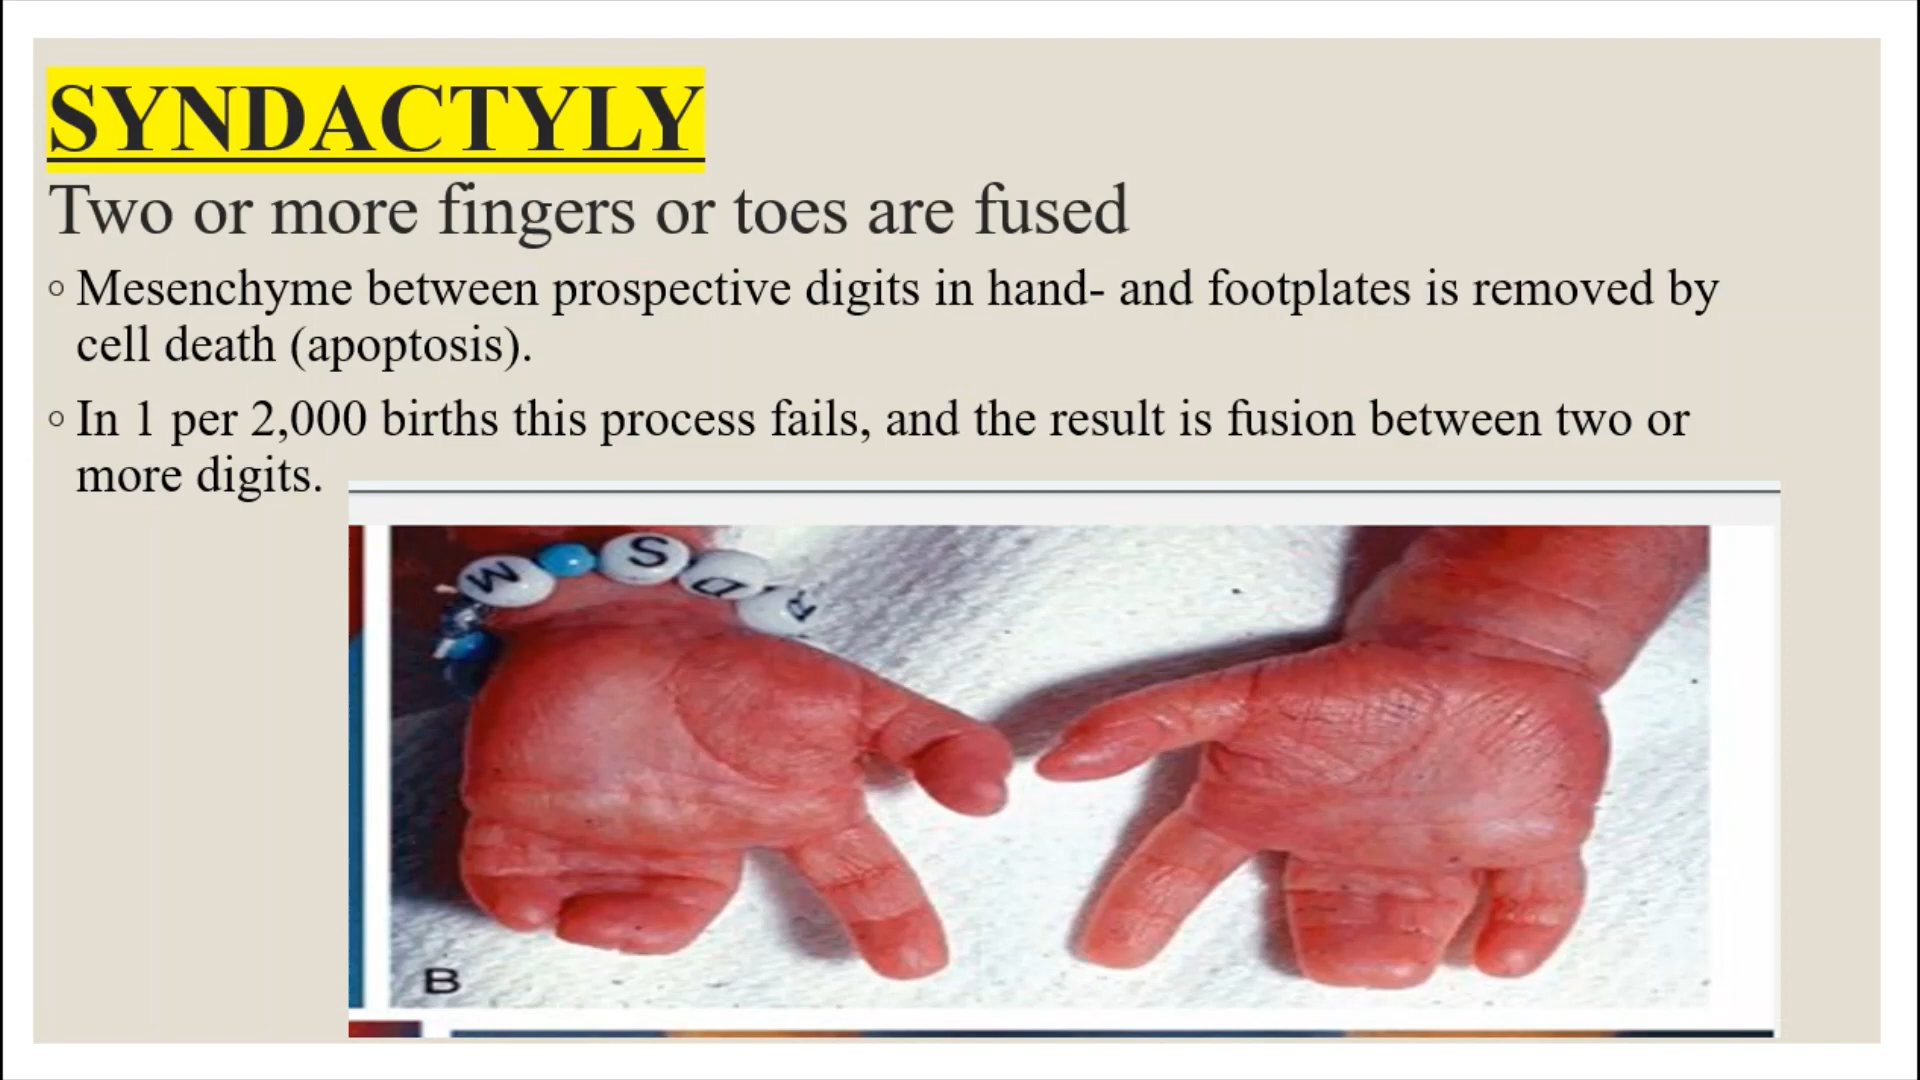 SYNDACTYLY
Two or more fingers or toes are fused
◦ Mesenchyme between prospective digits in hand- and footplates is removed by
cell death (apoptosis).
◦ In 1 per 2,000 births this process fails, and the result is fusion between two or
more digits.
M S D R
B